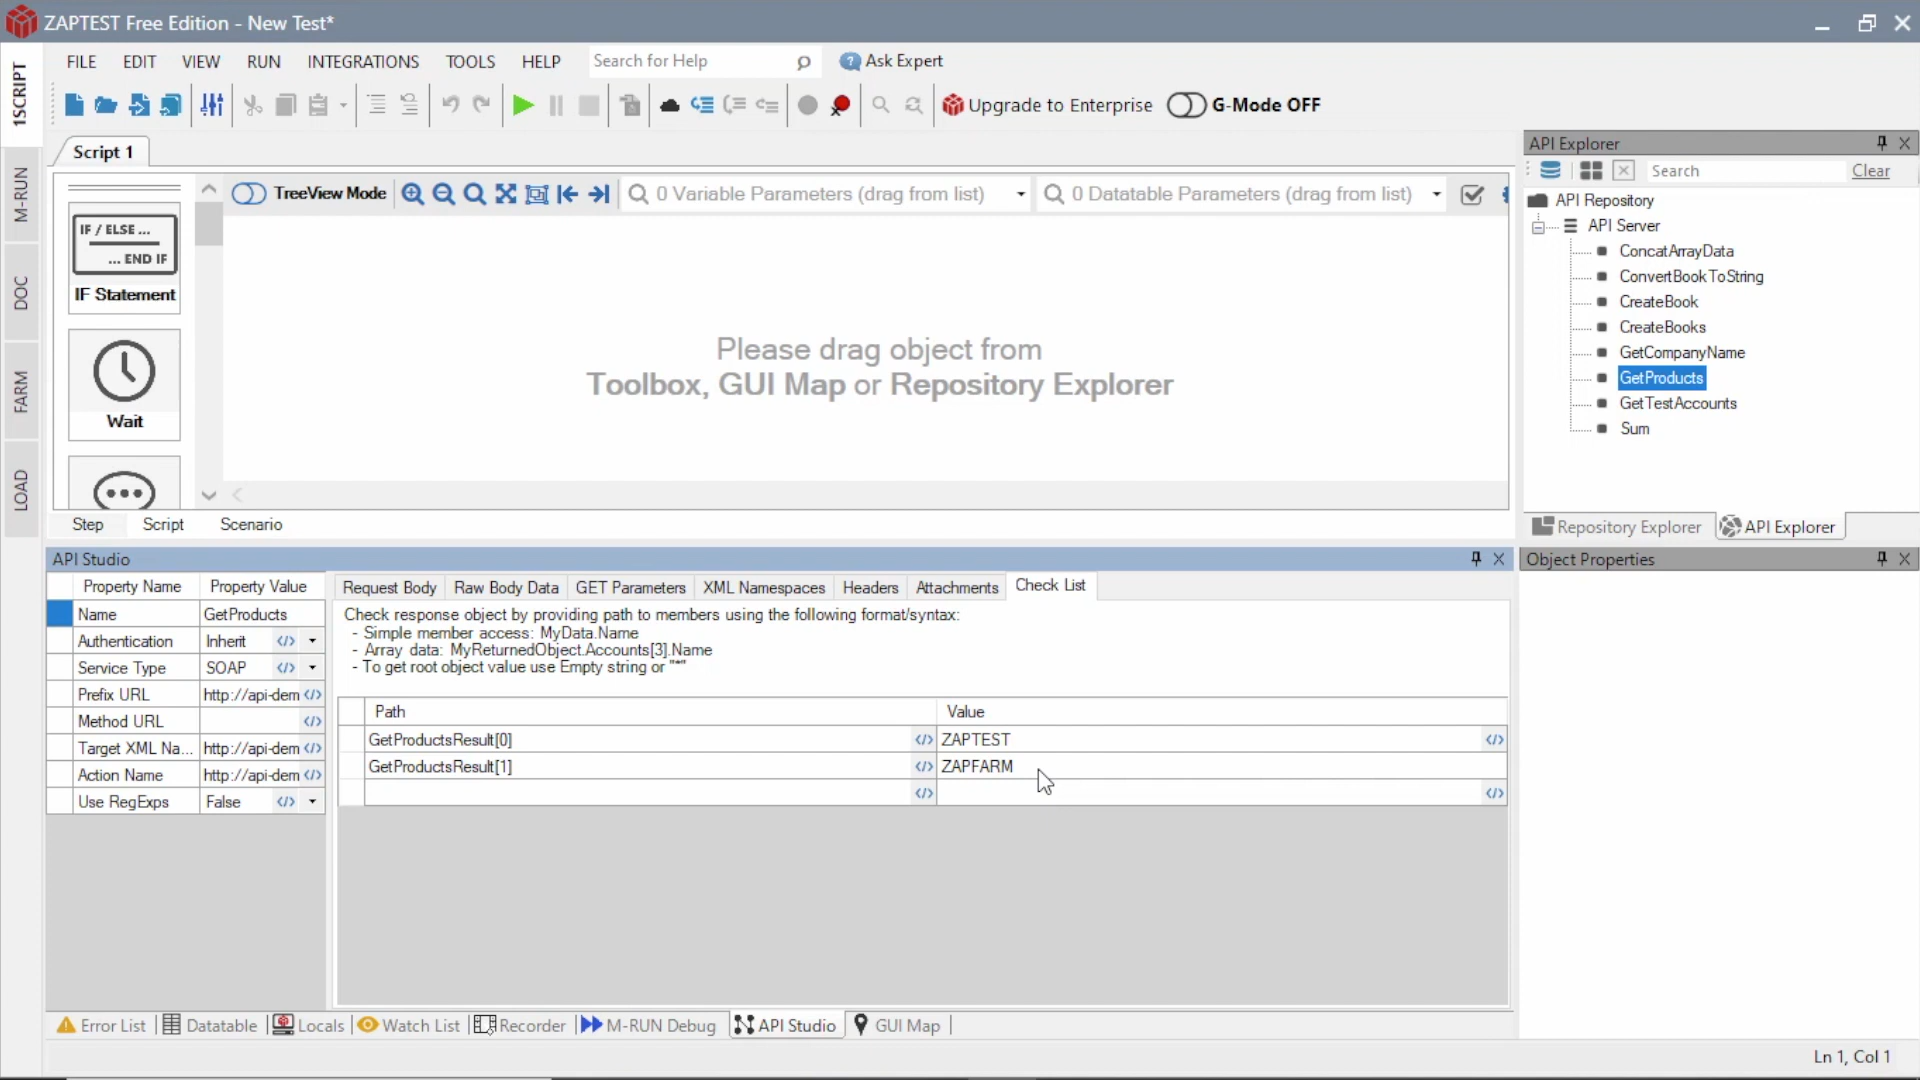 ZAPTEST Free Edition - New Test*
FILE EDIT VIEW RUN INTEGRATIONS TOOLS HELP Search for Help Ask Expert
Upgrade to Enterprise G-Mode OFF
1SCRIPT
M-RUN
DOC
FARM
LOAD
Script 1
TreeView Mode 0 Variable Parameters (drag from list) 0 Datatable Parameters (drag from list)
IF / ELSE ...
... END IF
IF Statement
Wait
Please drag object from
Toolbox, GUI Map or Repository Explorer
Step Script Scenario
API Explorer
Search Clear
API Repository
API Server
ConcatArrayData
ConvertBookToString
CreateBook
CreateBooks
GetCompanyName
GetProducts
GetTestAccounts
Sum
Repository Explorer API Explorer
API Studio
Property Name Property Value
Name GetProducts
Authentication Inherit </>
Service Type SOAP </>
Prefix URL http://api-dem </>
Method URL </>
Target XML Na... http://api-dem </>
Action Name http://api-dem </>
Use RegExps False </>
Request Body Raw Body Data GET Parameters XML Namespaces Headers Attachments Check List
Check response object by providing path to members using the following format/syntax:
- Simple member access: MyData.Name
- Array data: MyReturnedObject.Accounts[3].Name
- To get root object value use Empty string or "*"
Path Value
GetProductsResult[0] </> ZAPTEST </>
GetProductsResult[1] </> ZAPFARM
</> </>
Object Properties
Error List Datatable Locals Watch List Recorder M-RUN Debug API Studio GUI Map
Ln 1, Col 1